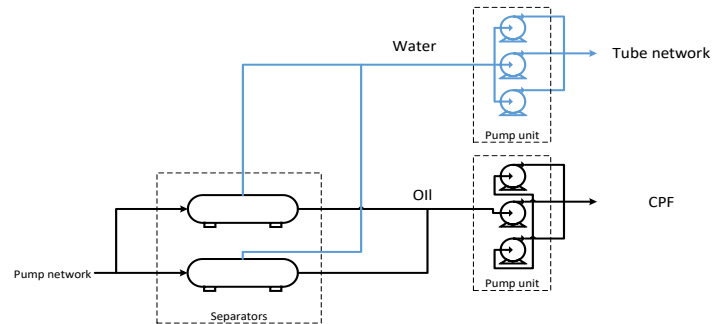 Water
Tube network
Pump unit
OIl
CPF
Pump network
Pump unit
Separators